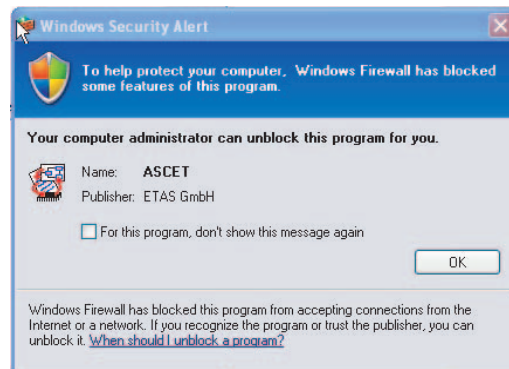 Windows Security Alert
To help protect your computer, Windows Firewall has blocked
some features of this program.
Your computer administrator can unblock this program for you.
Name: ASCET
Publisher: ETAS GmbH
For this program, don't show this message again
OK
Windows Firewall has blocked this program from accepting connections from the
Internet or a network. If you recognize the program or trust the publisher, you can
unblock it. When should I unblock a program?